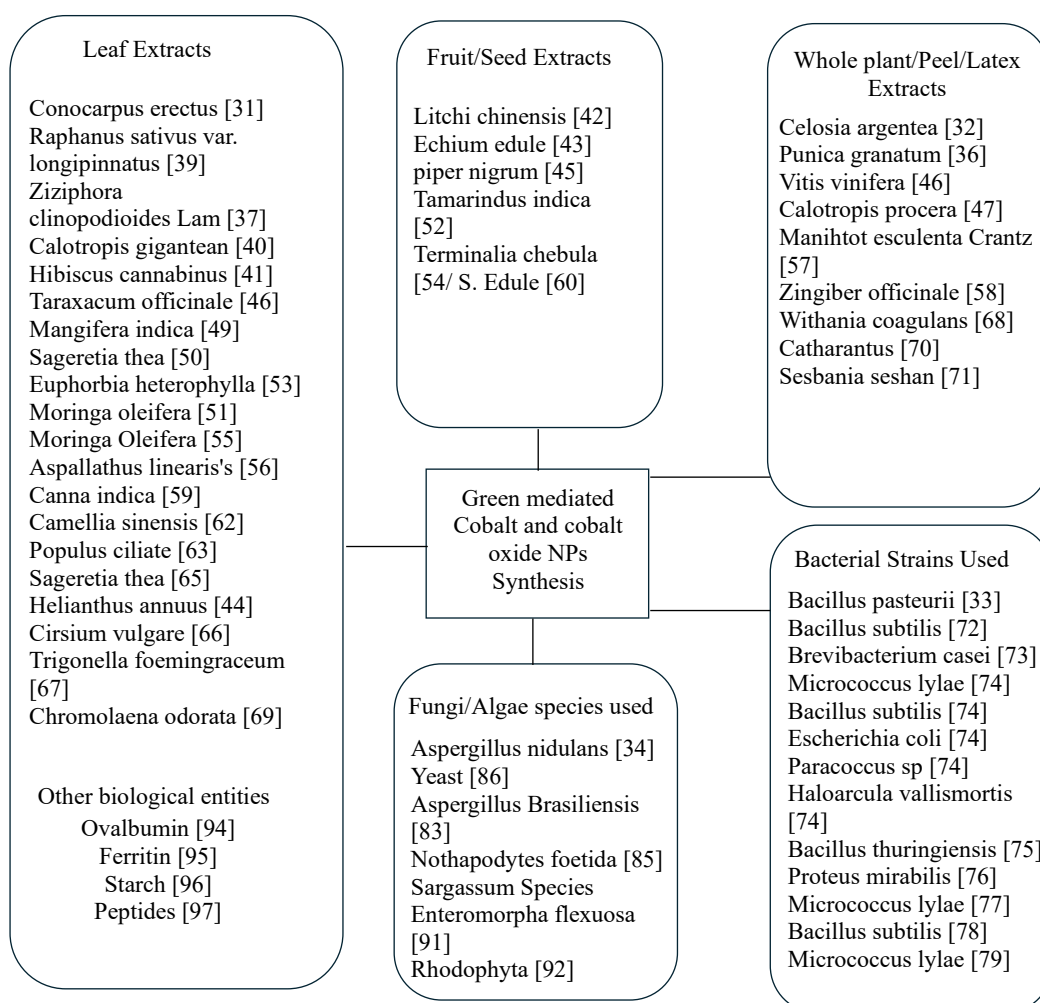 Leaf Extracts
Conocarpus erectus [31]
Raphanus sativus var.
longipinnatus [39]
Ziziphora
clinopodioides Lam [37]
Calotropis gigantean [40]
Hibiscus cannabinus [41]
Taraxacum officinale [46]
Mangifera indica [49]
Sageretia thea [50]
Euphorbia heterophylla [53]
Moringa oleifera [51]
Moringa Oleifera [55]
Aspallathus linearis's [56]
Canna indica [59]
Camellia sinensis [62]
Populus ciliate [63]
Sageretia thea [65]
Helianthus annuus [44]
Cirsium vulgare [66]
Trigonella foemingraceum
[67]
Chromolaena odorata [69]
Other biological entities
Ovalbumin [94]
Ferritin [95]
Starch [96]
Peptides [97]
Fruit/Seed Extracts
Litchi chinensis [42]
Echium edule [43]
piper nigrum [45]
Tamarindus indica
[52]
Terminalia chebula
[54/ S. Edule [60]
Green mediated
Cobalt and cobalt
oxide NPs
Synthesis
Fungi/Algae species used
Aspergillus nidulans [34]
Yeast [86]
Aspergillus Brasiliensis
[83]
Nothapodytes foetida [85]
Sargassum Species
Enteromorpha flexuosa
[91]
Rhodophyta [92]
Whole plant/Peel/Latex
Extracts
Celosia argentea [32]
Punica granatum [36]
Vitis vinifera [46]
Calotropis procera [47]
Manihtot esculenta Crantz
[57]
Zingiber officinale [58]
Withania coagulans [68]
Catharantus [70]
Sesbania seshan [71]
Bacterial Strains Used
Bacillus pasteurii [33]
Bacillus subtilis [72]
Brevibacterium casei [73]
Micrococcus lylae [74]
Bacillus subtilis [74]
Escherichia coli [74]
Paracoccus sp [74]
Haloarcula vallismortis
[74]
Bacillus thuringiensis [75]
Proteus mirabilis [76]
Micrococcus lylae [77]
Bacillus subtilis [78]
Micrococcus lylae [79]